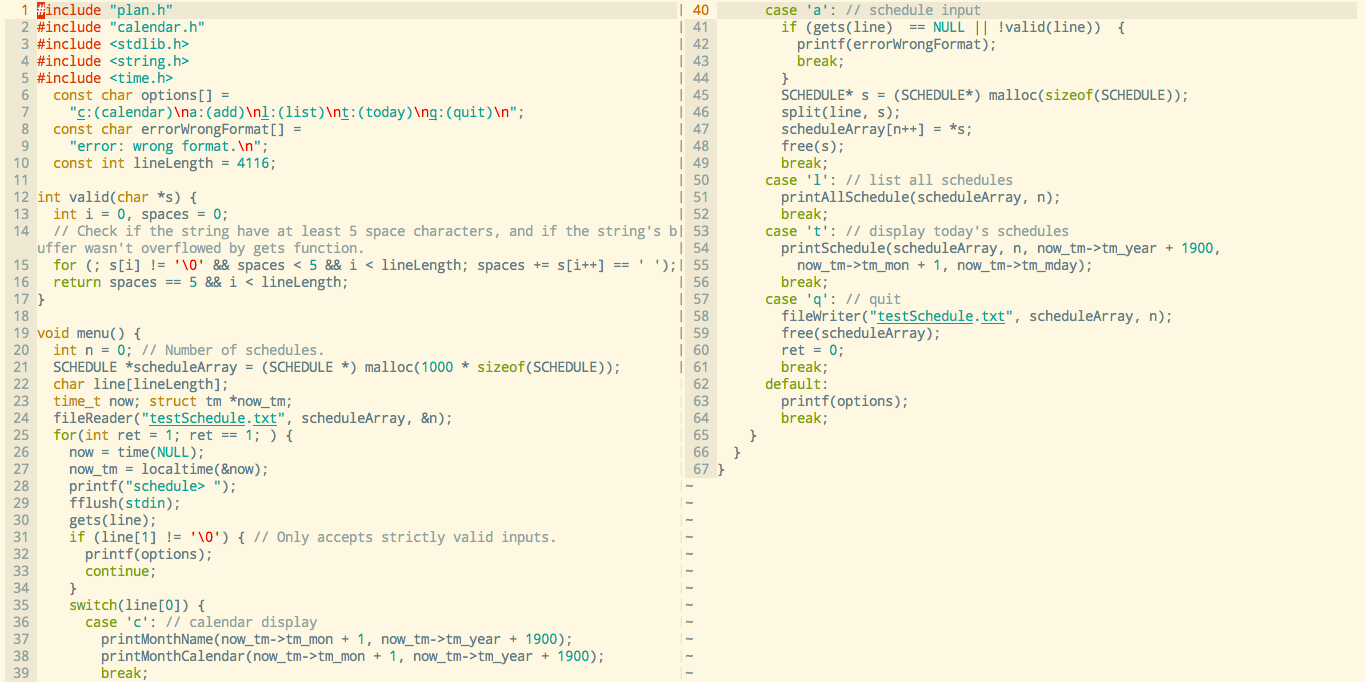 1 #include "plan.h"
2 #include "calendar.h"
3 #include <stdlib.h>
4 #include <string.h>
5 #include <time.h>
6   const char options[] =
7     "c:(calendar)\na:(add)\nl:(list)\nt:(today)\nq:(quit)\n";
8   const char errorWrongFormat[] =
9     "error: wrong format.\n";
10   const int lineLength = 4116;
11
12 int valid(char *s) {
13   int i = 0, spaces = 0;
14   // Check if the string have at least 5 space characters, and if the string's b
uffer wasn't overflowed by gets function.
15   for (; s[i] != '\0' && spaces < 5 && i < lineLength; spaces += s[i++] == ' ');
16   return spaces == 5 && i < lineLength;
17 }
18
19 void menu() {
20   int n = 0; // Number of schedules.
21   SCHEDULE *scheduleArray = (SCHEDULE *) malloc(1000 * sizeof(SCHEDULE));
22   char line[lineLength];
23   time_t now; struct tm *now_tm;
24   fileReader("testSchedule.txt", scheduleArray, &n);
25   for(int ret = 1; ret == 1; ) {
26     now = time(NULL);
27     now_tm = localtime(&now);
28     printf("schedule> ");
29     fflush(stdin);
30     gets(line);
31     if (line[1] != '\0') { // Only accepts strictly valid inputs.
32       printf(options);
33       continue;
34     }
35     switch(line[0]) {
36       case 'c': // calendar display
37         printMonthName(now_tm->tm_mon + 1, now_tm->tm_year + 1900);
38         printMonthCalendar(now_tm->tm_mon + 1, now_tm->tm_year + 1900);
39         break;
40       case 'a': // schedule input
41         if (gets(line)  == NULL || !valid(line))  {
42           printf(errorWrongFormat);
43           break;
44         }
45         SCHEDULE* s = (SCHEDULE*) malloc(sizeof(SCHEDULE));
46         split(line, s);
47         scheduleArray[n++] = *s;
48         free(s);
49         break;
50       case 'l': // list all schedules
51         printAllSchedule(scheduleArray, n);
52         break;
53       case 't': // display today's schedules
54         printSchedule(scheduleArray, n, now_tm->tm_year + 1900,
55           now_tm->tm_mon + 1, now_tm->tm_mday);
56         break;
57       case 'q': // quit
58         fileWriter("testSchedule.txt", scheduleArray, n);
59         free(scheduleArray);
60         ret = 0;
61         break;
62       default:
63         printf(options);
64         break;
65     }
66   }
67 }
~
~
~
~
~
~
~
~
~
~
~
~